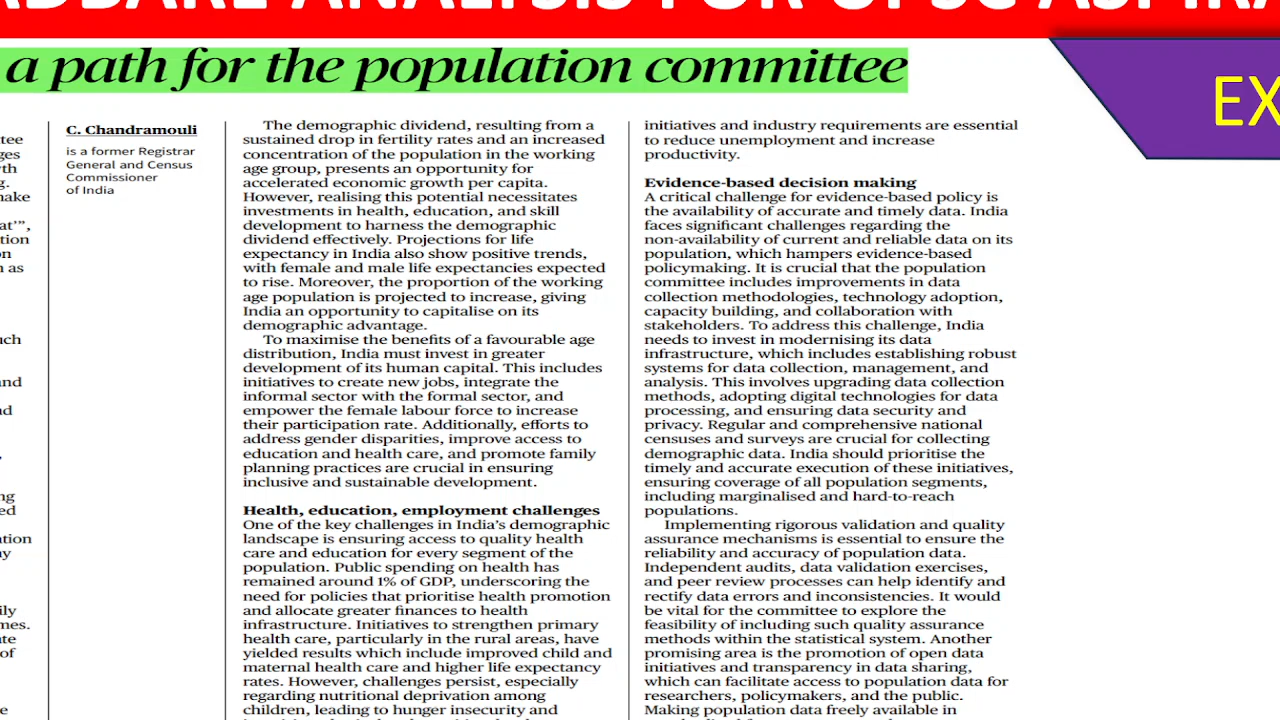 a path for the population committee
EX
C. Chandramouli
is a former Registrar
General and Census
Commissioner
of India
The demographic dividend, resulting from a
sustained drop in fertility rates and an increased
concentration of the population in the working
age group, presents an opportunity for
accelerated economic growth per capita.
However, realising this potential necessitates
investments in health, education, and skill
development to harness the demographic
dividend effectively. Projections for life
expectancy in India also show positive trends,
with female and male life expectancies expected
to rise. Moreover, the proportion of the working
age population is projected to increase, giving
India an opportunity to capitalise on its
demographic advantage.
To maximise the benefits of a favourable age
distribution, India must invest in greater
development of its human capital. This includes
initiatives to create new jobs, integrate the
informal sector with the formal sector, and
empower the female labour force to increase
their participation rate. Additionally, efforts to
address gender disparities, improve access to
education and health care, and promote family
planning practices are crucial in ensuring
inclusive and sustainable development.
Health, education, employment challenges
One of the key challenges in India's demographic
landscape is ensuring access to quality health
care and education for every segment of the
population. Public spending on health has
remained around 1% of GDP, underscoring the
need for policies that prioritise health promotion
and allocate greater finances to health
infrastructure. Initiatives to strengthen primary
health care, particularly in the rural areas, have
yielded results which include improved child and
maternal health care and higher life expectancy
rates. However, challenges persist, especially
regarding nutritional deprivation among
children, leading to hunger insecurity and
initiatives and industry requirements are essential
to reduce unemployment and increase
productivity.
Evidence-based decision making
A critical challenge for evidence-based policy is
the availability of accurate and timely data. India
faces significant challenges regarding the
non-availability of current and reliable data on its
population, which hampers evidence-based
policymaking. It is crucial that the population
committee includes improvements in data
collection methodologies, technology adoption,
capacity building, and collaboration with
stakeholders. To address this challenge, India
needs to invest in modernising its data
infrastructure, which includes establishing robust
systems for data collection, management, and
analysis. This involves upgrading data collection
methods, adopting digital technologies for data
processing, and ensuring data security and
privacy. Regular and comprehensive national
censuses and surveys are crucial for collecting
demographic data. India should prioritise the
timely and accurate execution of these initiatives,
ensuring coverage of all population segments,
including marginalised and hard-to-reach
populations.
Implementing rigorous validation and quality
assurance mechanisms is essential to ensure the
reliability and accuracy of population data.
Independent audits, data validation exercises,
and peer review processes can help identify and
rectify data errors and inconsistencies. It would
be vital for the committee to explore the
feasibility of including such quality assurance
methods within the statistical system. Another
promising area is the promotion of open data
initiatives and transparency in data sharing,
which can facilitate access to population data for
researchers, policymakers, and the public.
Making population data freely available in